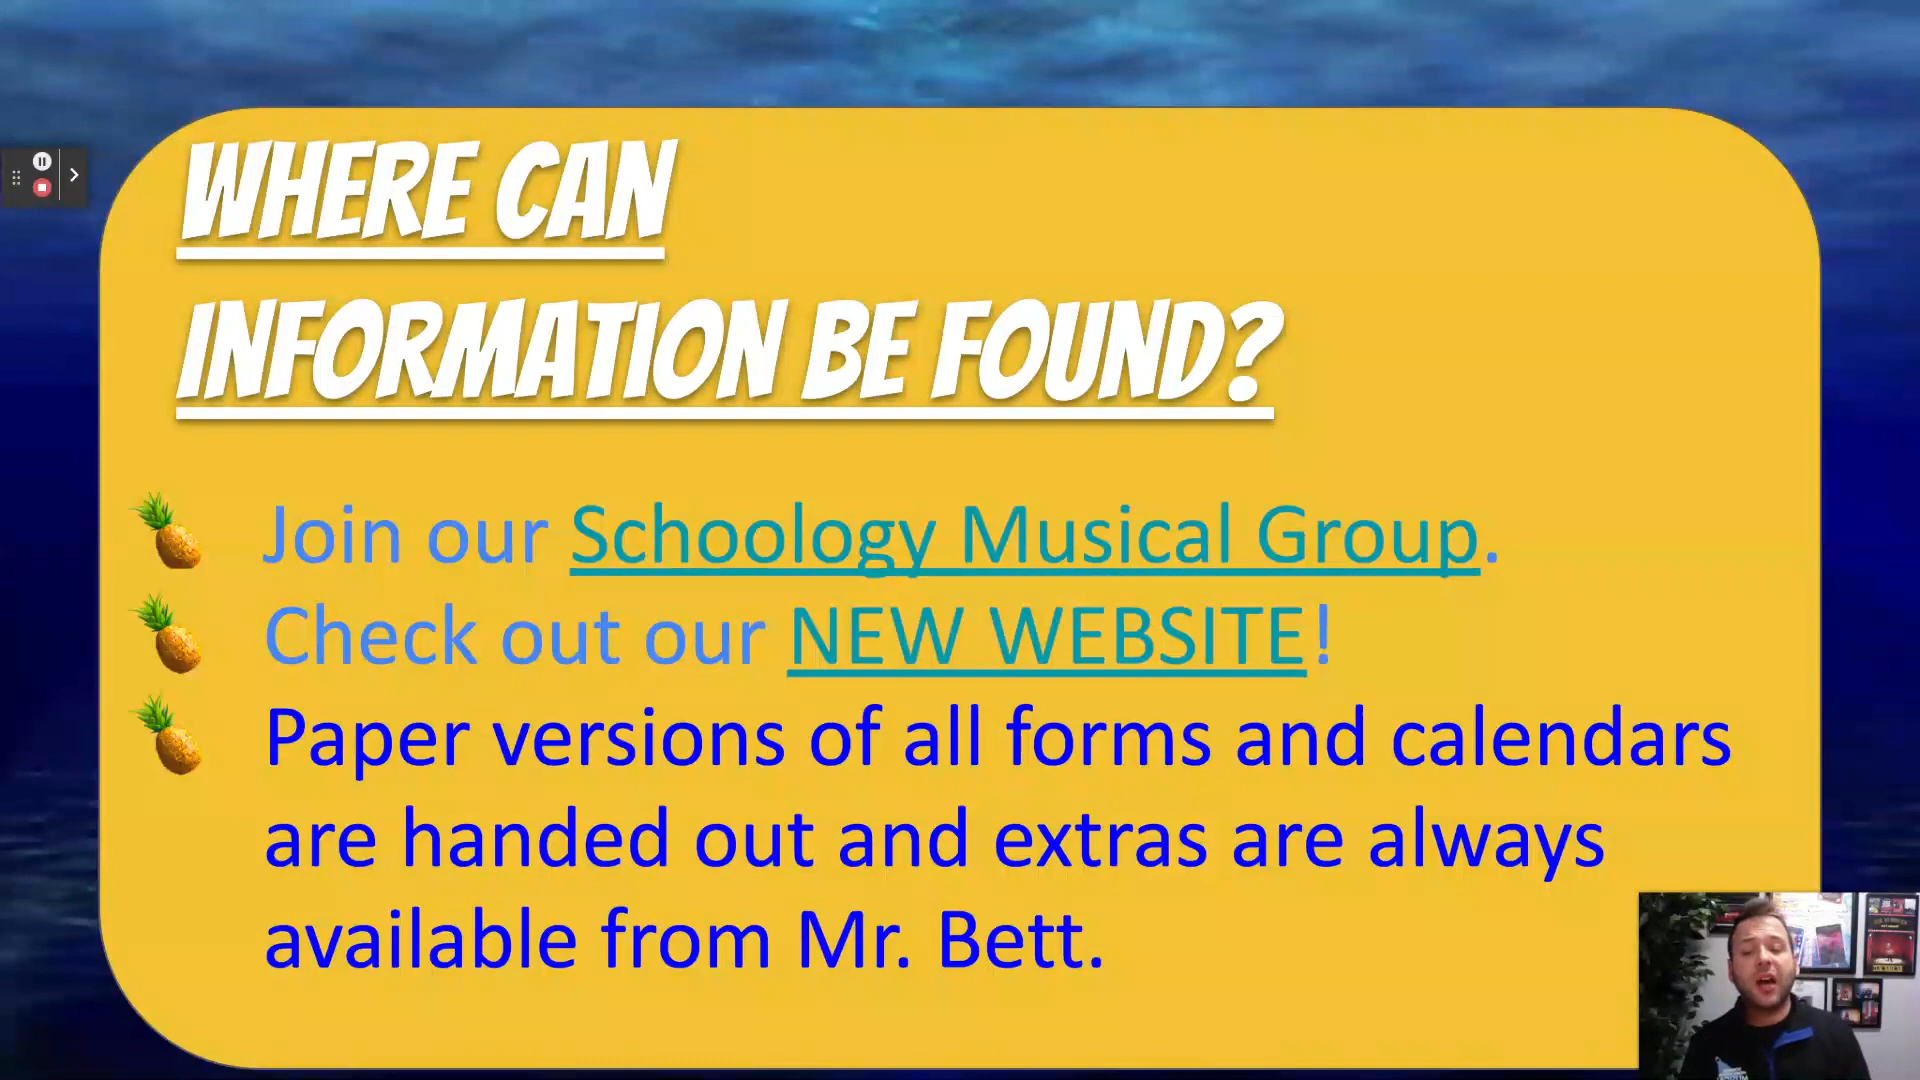 WHERE CAN
INFORMATION BE FOUND?
Join our Schoology Musical Group.
Check out our NEW WEBSITE!
Paper versions of all forms and calendars
are handed out and extras are always
available from Mr. Bett.